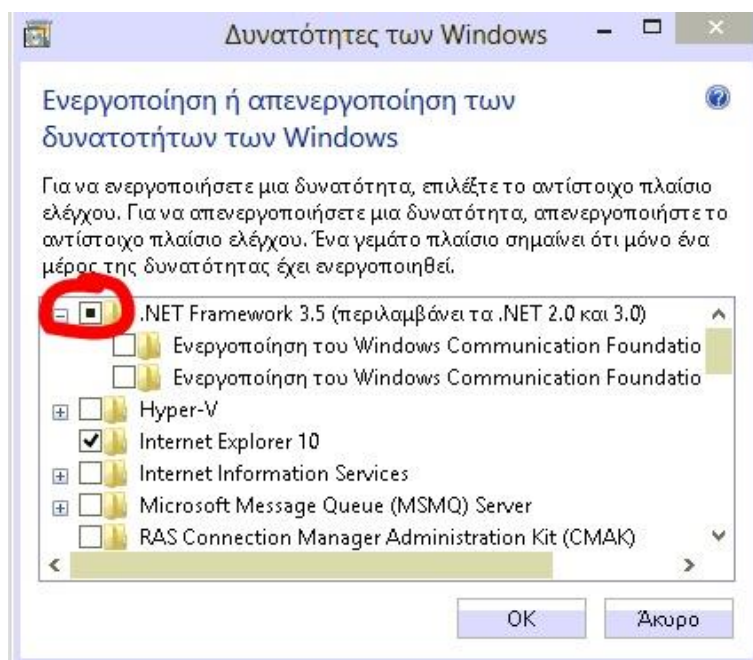 Δυνατότητες των Windows
Ενεργοποίηση ή απενεργοποίηση των
δυνατοτήτων των Windows
Για να ενεργοποιήσετε μια δυνατότητα, επιλέξτε το αντίστοιχο πλαίσιο
ελέγχου. Για να απενεργοποιήσετε μια δυνατότητα, απενεργοποιήστε το
αντίστοιχο πλαίσιο ελέγχου. Ένα γεμάτο πλαίσιο σημαίνει ότι μόνο ένα
μέρος της δυνατότητας έχει ενεργοποιηθεί.
.NET Framework 3.5 (περιλαμβάνει τα .NET 2.0 και 3.0)
Ενεργοποίηση του Windows Communication Foundatio
Ενεργοποίηση του Windows Communication Foundatio
Hyper-V
Internet Explorer 10
Internet Information Services
Microsoft Message Queue (MSMQ) Server
RAS Connection Manager Administration Kit (CMAK)
OK Άκυρο